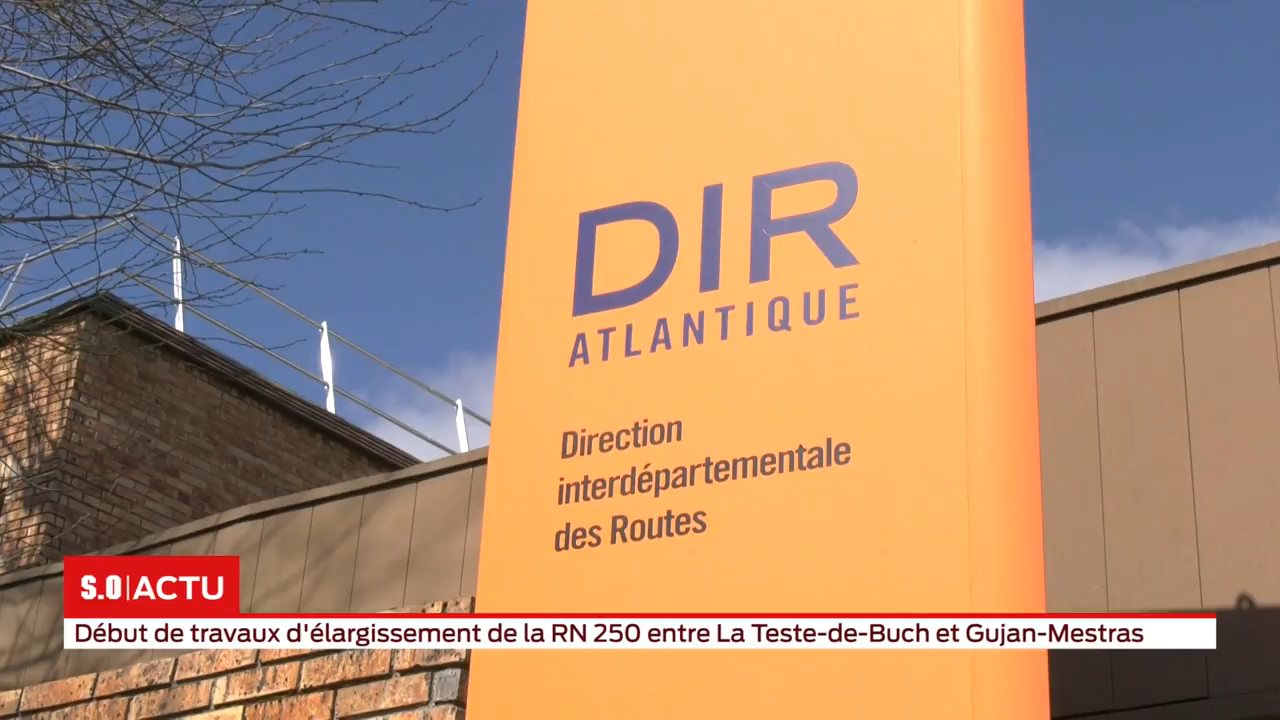 DIR
ATLANTIQUE
Direction
interdépartementale
des Routes
S.O|ACTU
Début de travaux d'élargissement de la RN 250 entre La Teste-de-Buch et Gujan-Mestras